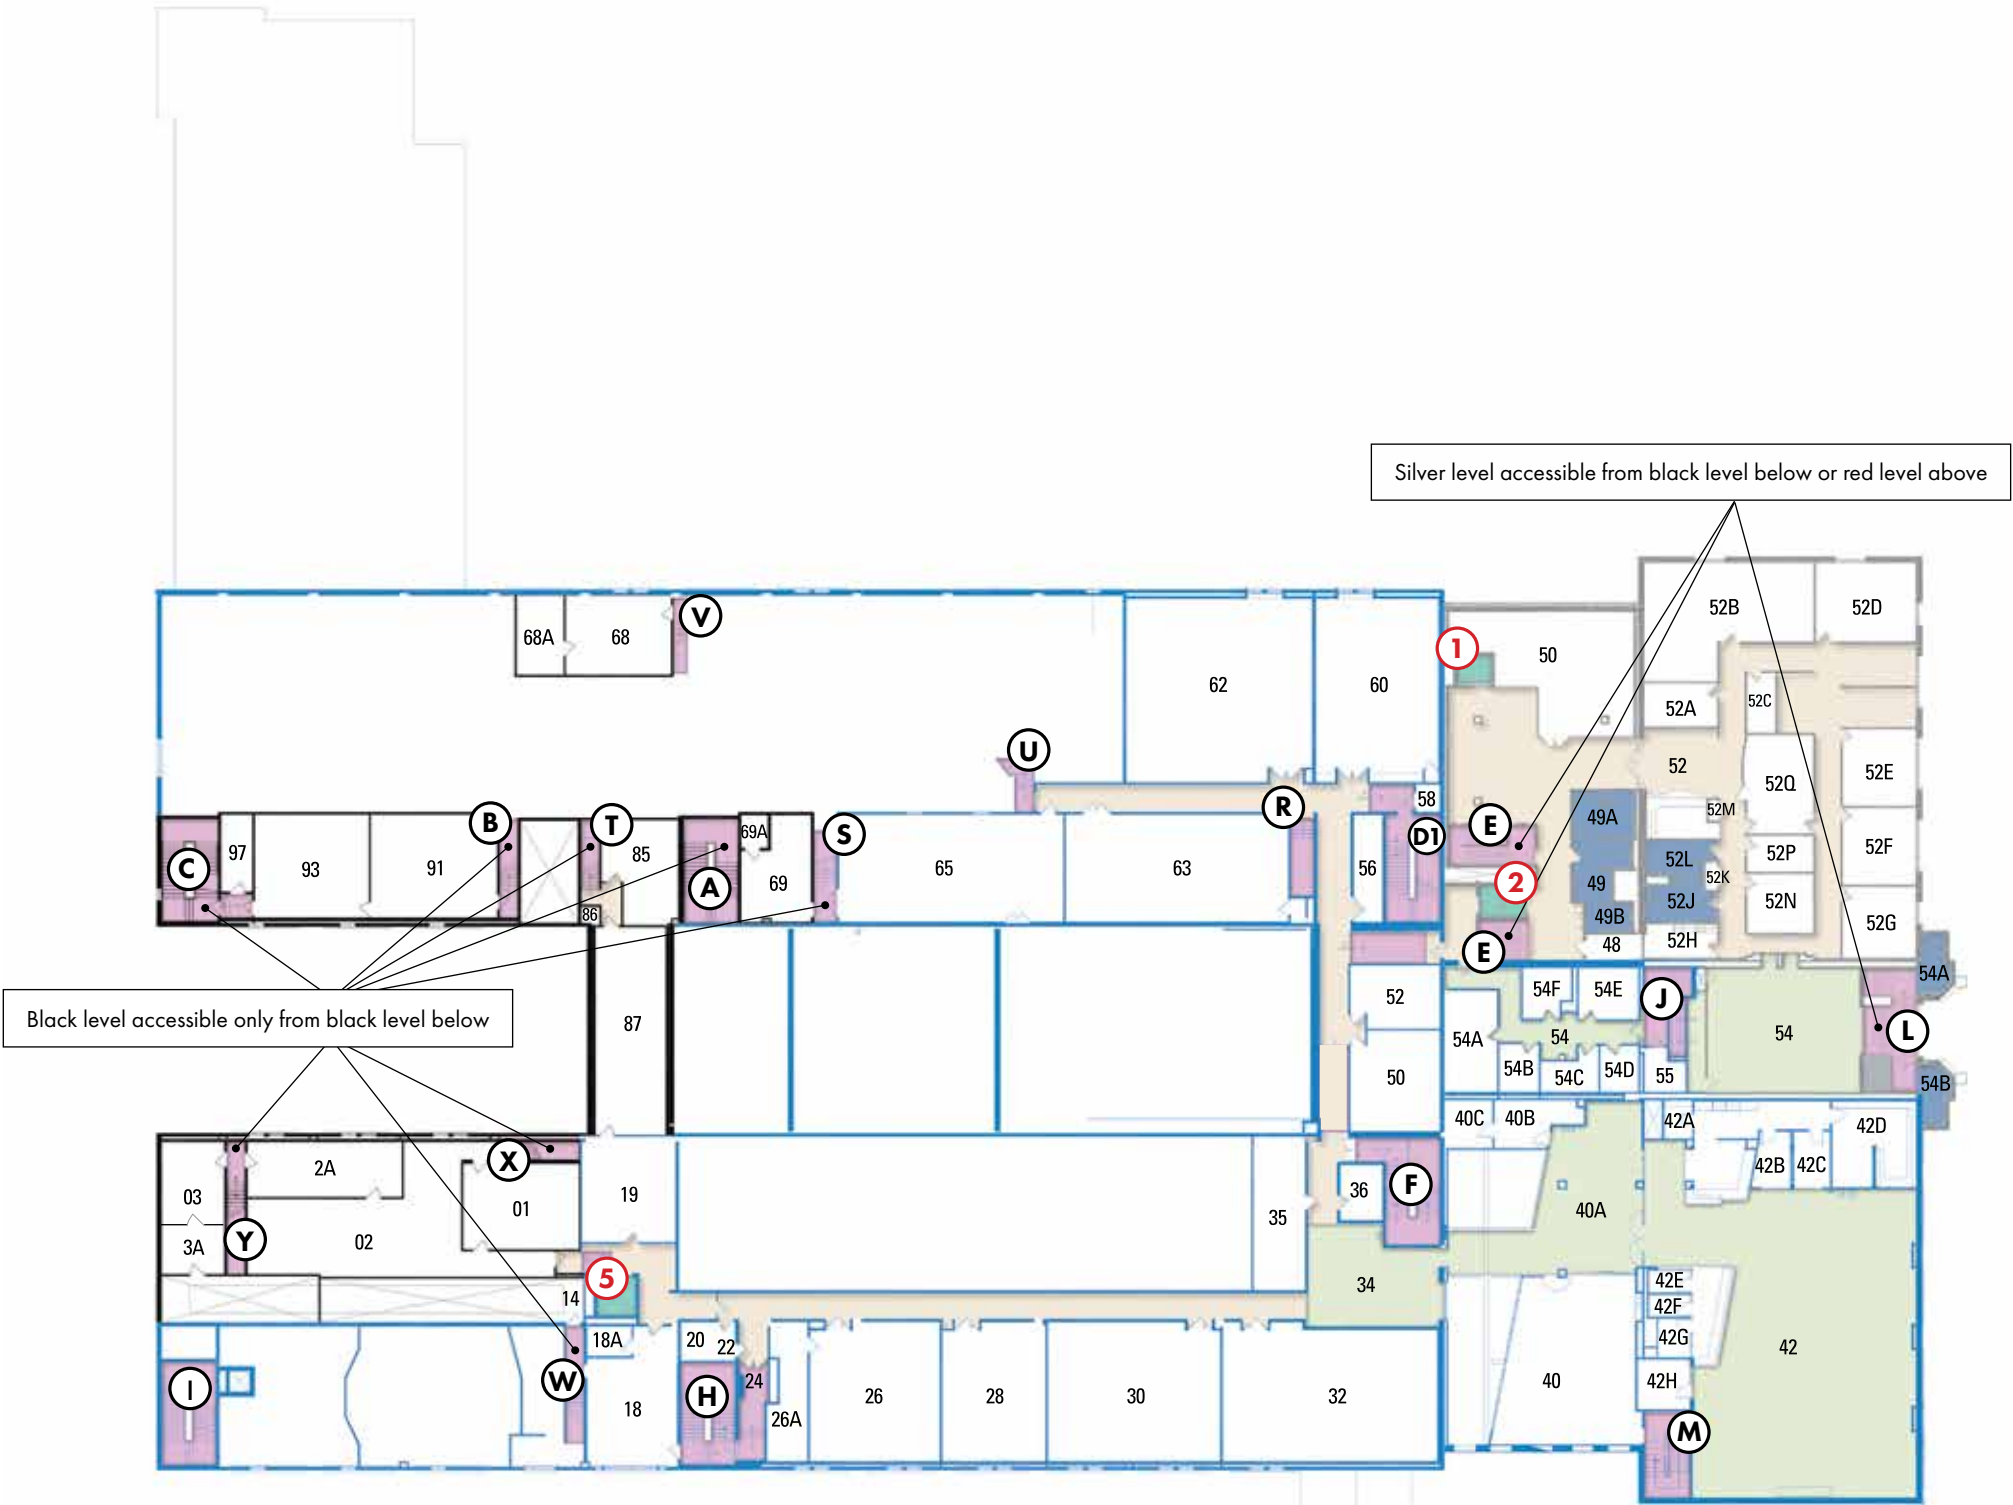 Silver level accessible from black level below or red level above
V
68A
68
52B
52D
1
50
62
60
52A
52C
U
52
52Q
52E
58
R
49A
52M
B
T
S
69A
E
D1
97
93
91
85
C
A
69
65
63
56
52L
52P
52F
52K
2
49
52J
52N
86
49B
52G
48
52H
E
54A
54F
54E
J
52
Black level accessible only from black level below
87
54A
54
54
L
54B
54C
54D
55
50
54B
40C
40B
42A
42D
X
2A
01
03
19
36
F
42B
42C
35
40A
Y
02
3A
5
14
34
42E
42F
42G
18A
20
22
42
I
W
H
24
26
28
30
32
40
42H
18
26A
M